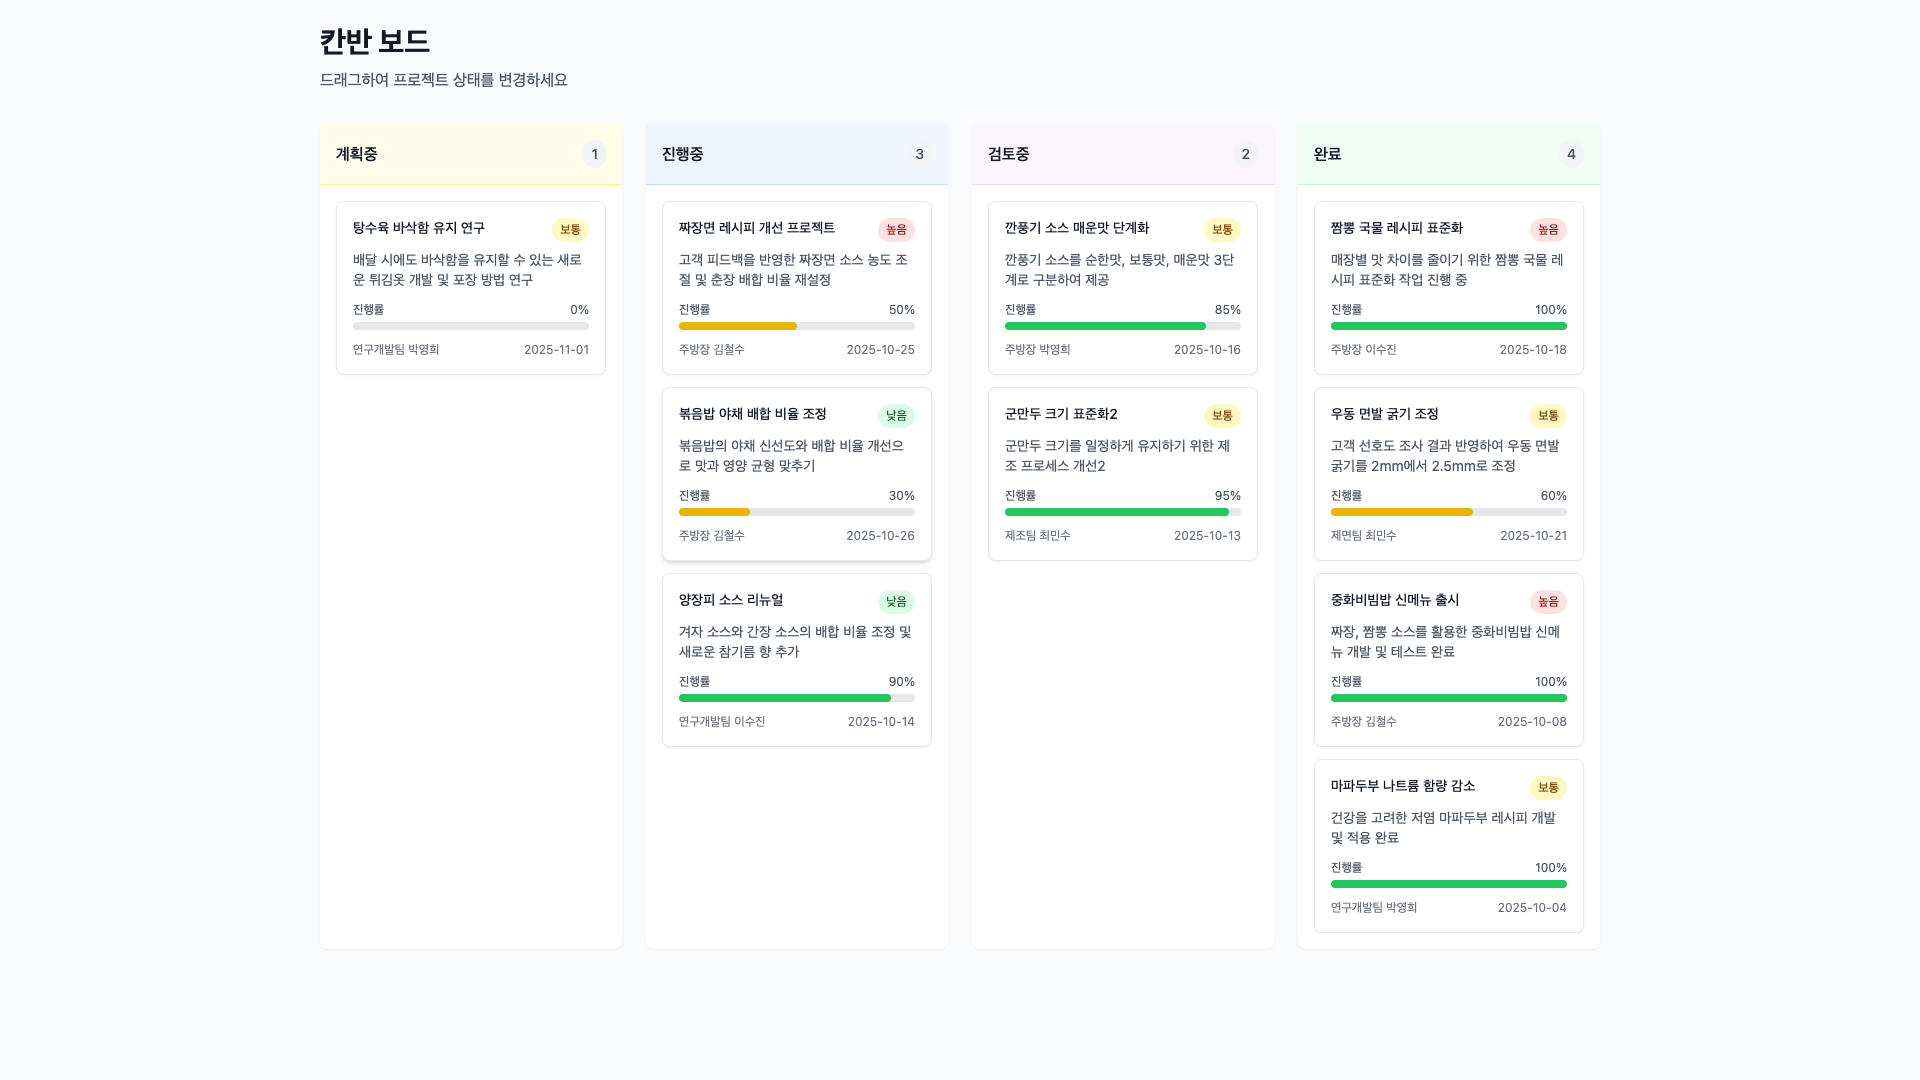 칸반 보드
드래그하여 프로젝트 상태를 변경하세요
계획중 1
탕수육 바삭함 유지 연구 보통
배달 시에도 바삭함을 유지할 수 있는 새로
운 튀김옷 개발 및 포장 방법 연구
진행률 0%
연구개발팀 박영희 2025-11-01
진행중 3
짜장면 레시피 개선 프로젝트 높음
고객 피드백을 반영한 짜장면 소스 농도 조
절 및 춘장 배합 비율 재설정
진행률 50%
주방장 김철수 2025-10-25
볶음밥 야채 배합 비율 조정 낮음
볶음밥의 야채 신선도와 배합 비율 개선으
로 맛과 영양 균형 맞추기
진행률 30%
주방장 김철수 2025-10-26
양장피 소스 리뉴얼 낮음
겨자 소스와 간장 소스의 배합 비율 조정 및
새로운 참기름 향 추가
진행률 90%
연구개발팀 이수진 2025-10-14
검토중 2
깐풍기 소스 매운맛 단계화 보통
깐풍기 소스를 순한맛, 보통맛, 매운맛 3단
계로 구분하여 제공
진행률 85%
주방장 박영희 2025-10-16
군만두 크기 표준화2 보통
군만두 크기를 일정하게 유지하기 위한 제
조 프로세스 개선2
진행률 95%
제조팀 최민수 2025-10-13
완료 4
짬뽕 국물 레시피 표준화 높음
매장별 맛 차이를 줄이기 위한 짬뽕 국물 레
시피 표준화 작업 진행 중
진행률 100%
주방장 이수진 2025-10-18
우동 면발 굵기 조정 보통
고객 선호도 조사 결과 반영하여 우동 면발
굵기를 2mm에서 2.5mm로 조정
진행률 60%
제면팀 최민수 2025-10-21
중화비빔밥 신메뉴 출시 높음
짜장, 짬뽕 소스를 활용한 중화비빔밥 신메
뉴 개발 및 테스트 완료
진행률 100%
주방장 김철수 2025-10-08
마파두부 나트륨 함량 감소 보통
건강을 고려한 저염 마파두부 레시피 개발
및 적용 완료
진행률 100%
연구개발팀 박영희 2025-10-04